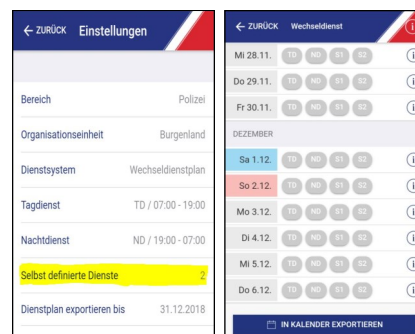 ← ZURÜCK Einstellungen
Bereich Polizei
Organisationseinheit Burgenland
Dienstsystem Wechseldienstplan
Tagdienst TD / 07:00 - 19:00
Nachtdienst ND / 19:00 - 07:00
Selbst definierte Dienste 2
Dienstplan exportieren bis 31.12.2018
← ZURÜCK Wechseldienst
Mi 28.11. TD ND S1 S2
Do 29.11. TD ND S1 S2
Fr 30.11. TD ND S1 S2
DEZEMBER
Sa 1.12. TD ND S1 S2
So 2.12. TD ND S1 S2
Mo 3.12. TD ND S1 S2
Di 4.12. TD ND S1 S2
Mi 5.12. TD ND S1 S2
Do 6.12. TD ND S1 S2
IN KALENDER EXPORTIEREN